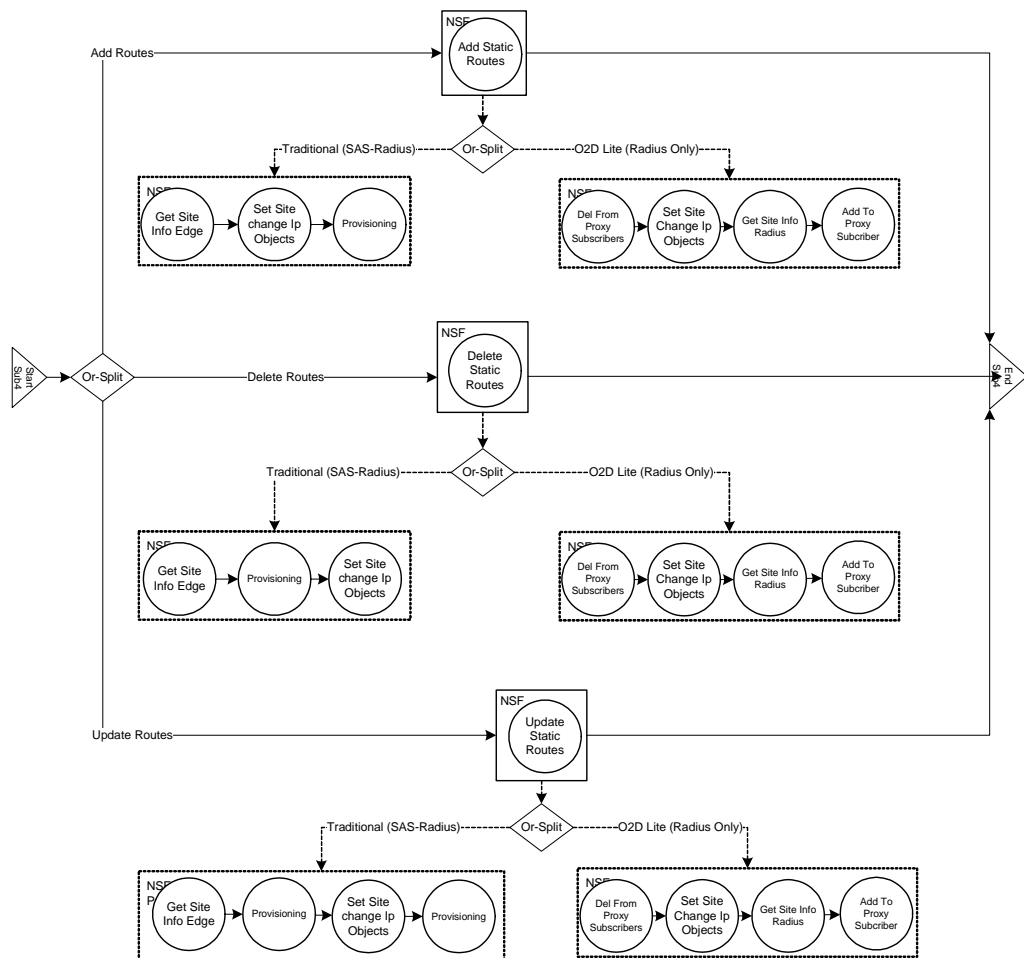 NSF
Add Static
Routes
Add Routes
Or-Split
Traditional (SAS-Radius)
O2D Lite (Radius Only)
Get Site
Info Edge
Set Site
change Ip
Objects
Provisioning
Del From
Proxy
Subscribers
Set Site
Change Ip
Objects
Get Site Info
Radius
Add To
Proxy
Subcriber
Start
Sub4
Or-Split
Delete Routes
NSF
Delete
Static
Routes
End
Sub4
Or-Split
Traditional (SAS-Radius)
O2D Lite (Radius Only)
Get Site
Info Edge
Provisioning
Set Site
change Ip
Objects
Del From
Proxy
Subscribers
Set Site
Change Ip
Objects
Get Site Info
Radius
Add To
Proxy
Subcriber
NSF
Update
Static
Routes
Update Routes
Or-Split
Traditional (SAS-Radius)
O2D Lite (Radius Only)
Get Site
Info Edge
Provisioning
Set Site
change Ip
Objects
Provisioning
Del From
Proxy
Subscribers
Set Site
Change Ip
Objects
Get Site Info
Radius
Add To
Proxy
Subcriber